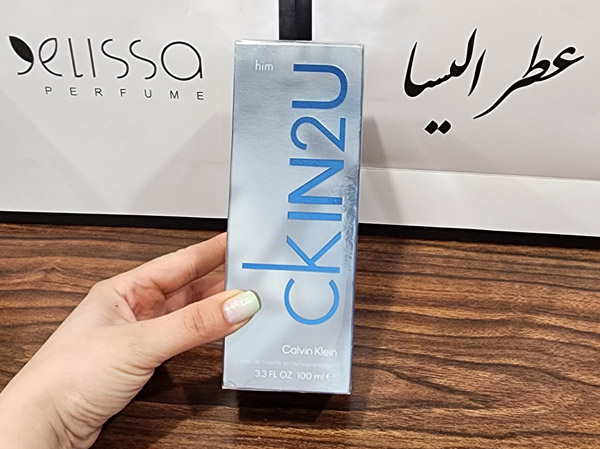 elissa
PERFUME
عطر الیسا
him
CKIN2U
Calvin Klein
3.3 FL OZ 100 ml e